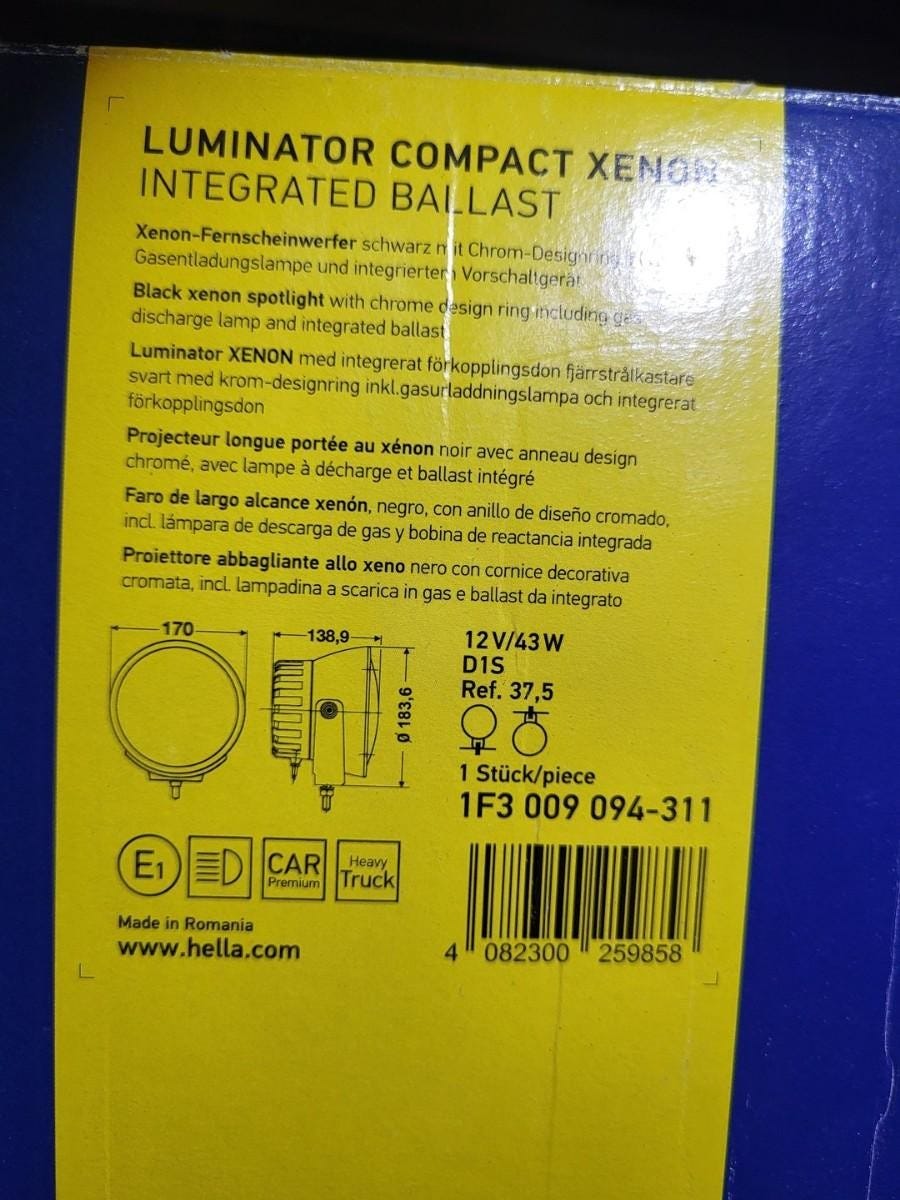 LUMINATOR COMPACT XENON
INTEGRATED BALLAST
Xenon-Fernscheinwerfer schwarz mit Chrom-Designring
Gasentladungslampe und integrierten Vorschaltgerät
Black xenon spotlight with chrome design ring including gas
discharge lamp and integrated ballast
Luminator XENON med integrerat förkopplingsdon fjärrstrålkastare
svart med krom-designring inkl.gasurladdningslampa och integrerat
förkopplingsdon
Projecteur longue portée au xénon noir avec anneau design
chromé, avec lampe à décharge et ballast intégré
Faro de largo alcance xenón, negro, con anillo de diseño cromado,
incl. lámpara de descarga de gas y bobina de reactancia integrada
Proiettore abbagliante allo xeno nero con cornice decorativa
cromata, incl. lampadina a scarica in gas e ballast da integrato
170
138,9
Ø 183,6
12V/43W
D1S
Ref. 37,5
1 Stück/piece
1F3 009 094-311
E1
CAR
Premium
Heavy
Truck
Made in Romania
www.hella.com
4 082300 259858